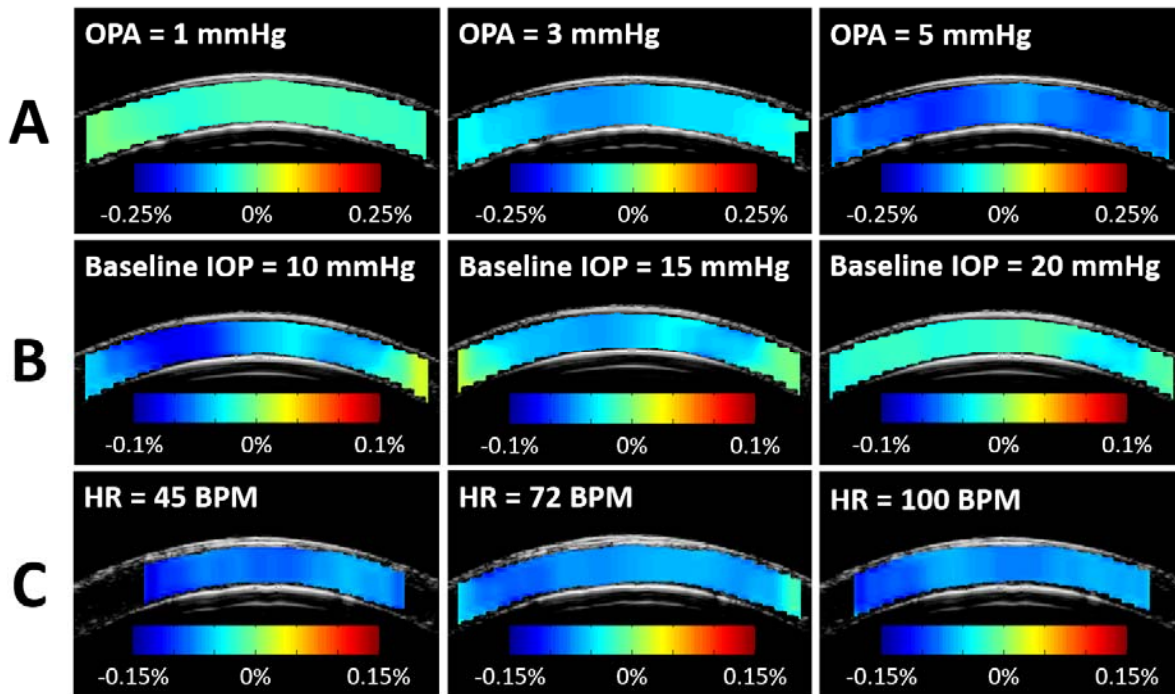 A
OPA = 1 mmHg
OPA = 3 mmHg
OPA = 5 mmHg
-0.25% 0% 0.25%
-0.25% 0% 0.25%
-0.25% 0% 0.25%
B
Baseline IOP = 10 mmHg
Baseline IOP = 15 mmHg
Baseline IOP = 20 mmHg
-0.1% 0% 0.1%
-0.1% 0% 0.1%
-0.1% 0% 0.1%
C
HR = 45 BPM
HR = 72 BPM
HR = 100 BPM
-0.15% 0% 0.15%
-0.15% 0% 0.15%
-0.15% 0% 0.15%